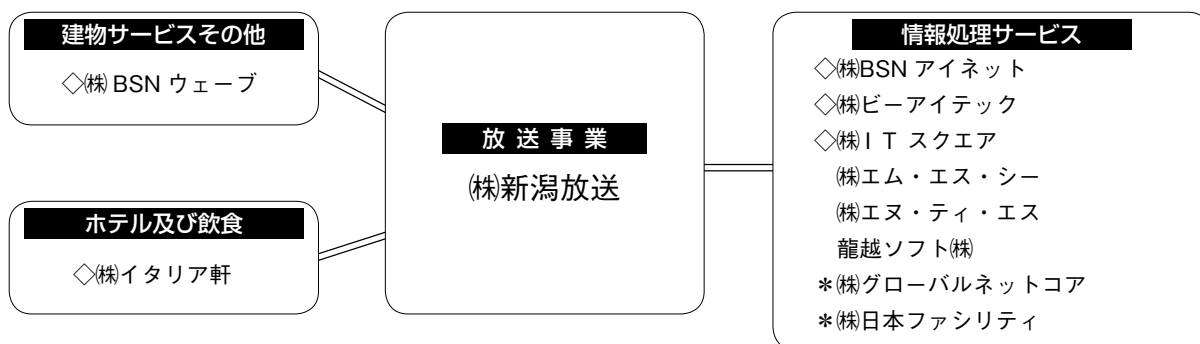 建物サービスその他
◇㈱BSN ウェーブ
ホテル及び飲食
◇㈱イタリア軒
放送事業
㈱新潟放送
情報処理サービス
◇㈱BSN アイネット
◇㈱ビーアイテック
◇㈱IT スクエア
㈱エム・エス・シー
㈱エヌ・ティ・エス
龍越ソフト㈱
＊㈱グローバルネットコア
＊㈱日本ファシリティ